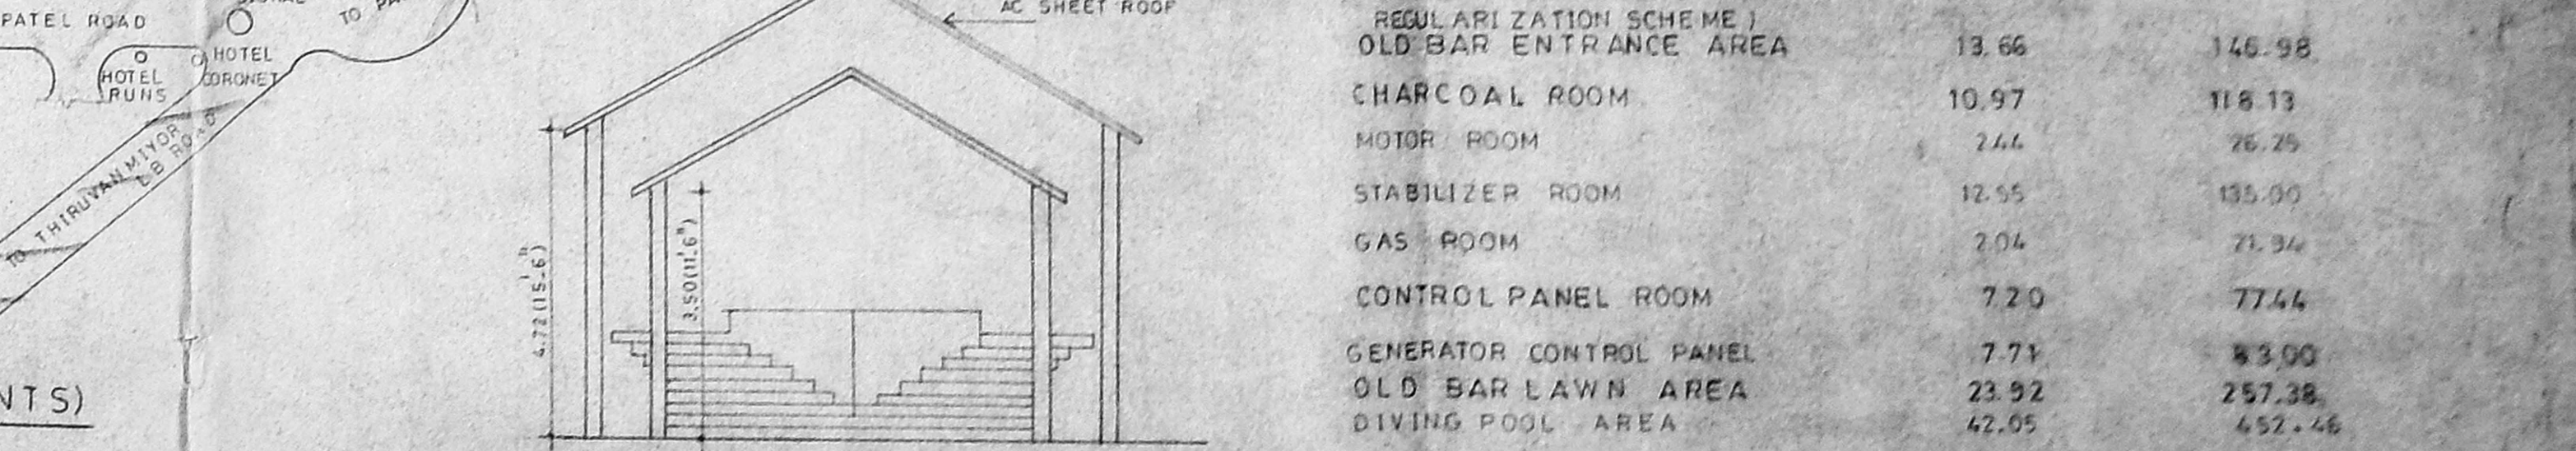 PATEL ROAD
HOTEL
RUNS
HOTEL
CORONET
TO
TO THIRUVANMIYOR
LB ROAD
NTS)
AC SHEET ROOF
4.72 (15'.6")
3.50 (11'.6")
REGULARIZATION SCHEME)
OLD BAR ENTRANCE AREA 13.66 146.98
CHARCOAL ROOM 10.97 118.13
MOTOR ROOM 2.44 26.25
STABILIZER ROOM 12.55 135.00
GAS ROOM 2.04 21.94
CONTROL PANEL ROOM 7.20 77.44
GENERATOR CONTROL PANEL 7.71 83.00
OLD BAR LAWN AREA 23.92 257.38
DIVING POOL AREA 42.05 452.46